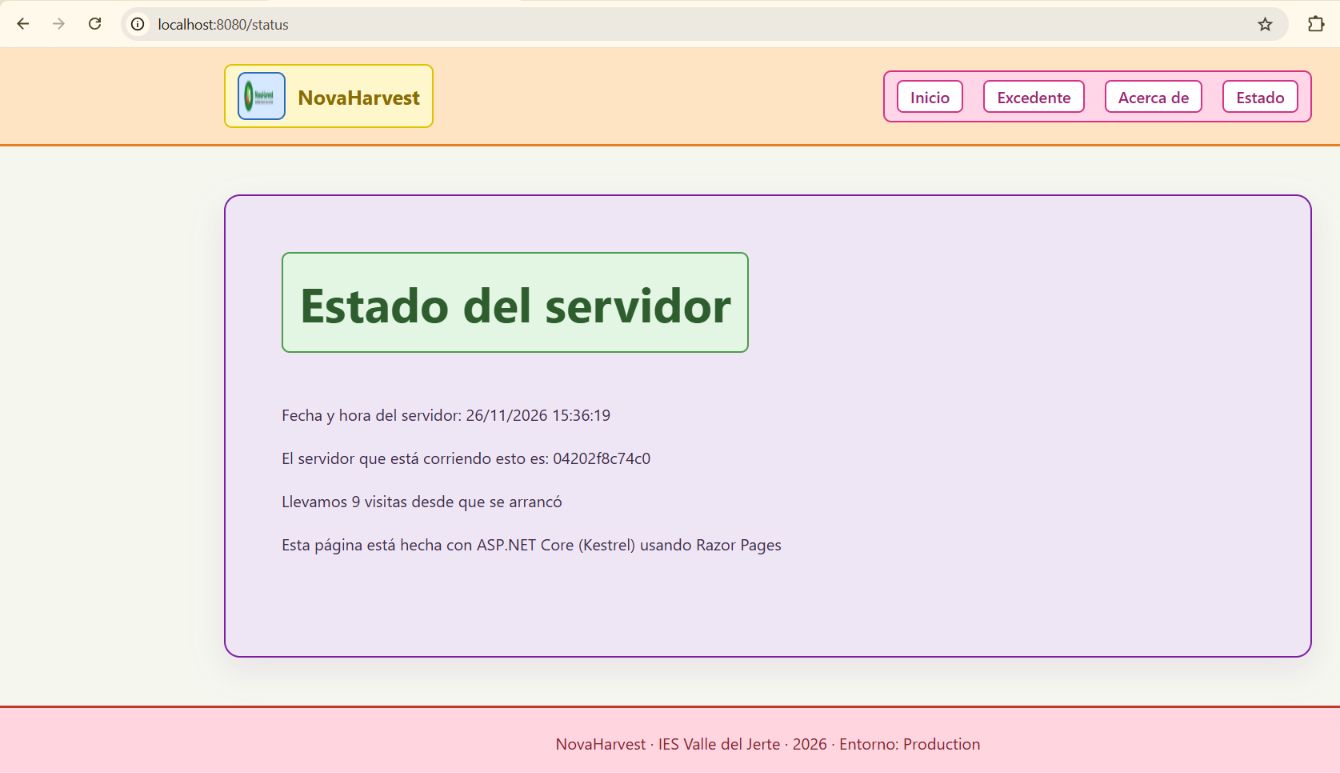 localhost:8080/status
NovaHarvest
Inicio
Excedente
Acerca de
Estado
Estado del servidor
Fecha y hora del servidor: 26/11/2026 15:36:19
El servidor que está corriendo esto es: 04202f8c74c0
Llevamos 9 visitas desde que se arrancó
Esta página está hecha con ASP.NET Core (Kestrel) usando Razor Pages
NovaHarvest · IES Valle del Jerte · 2026 · Entorno: Production